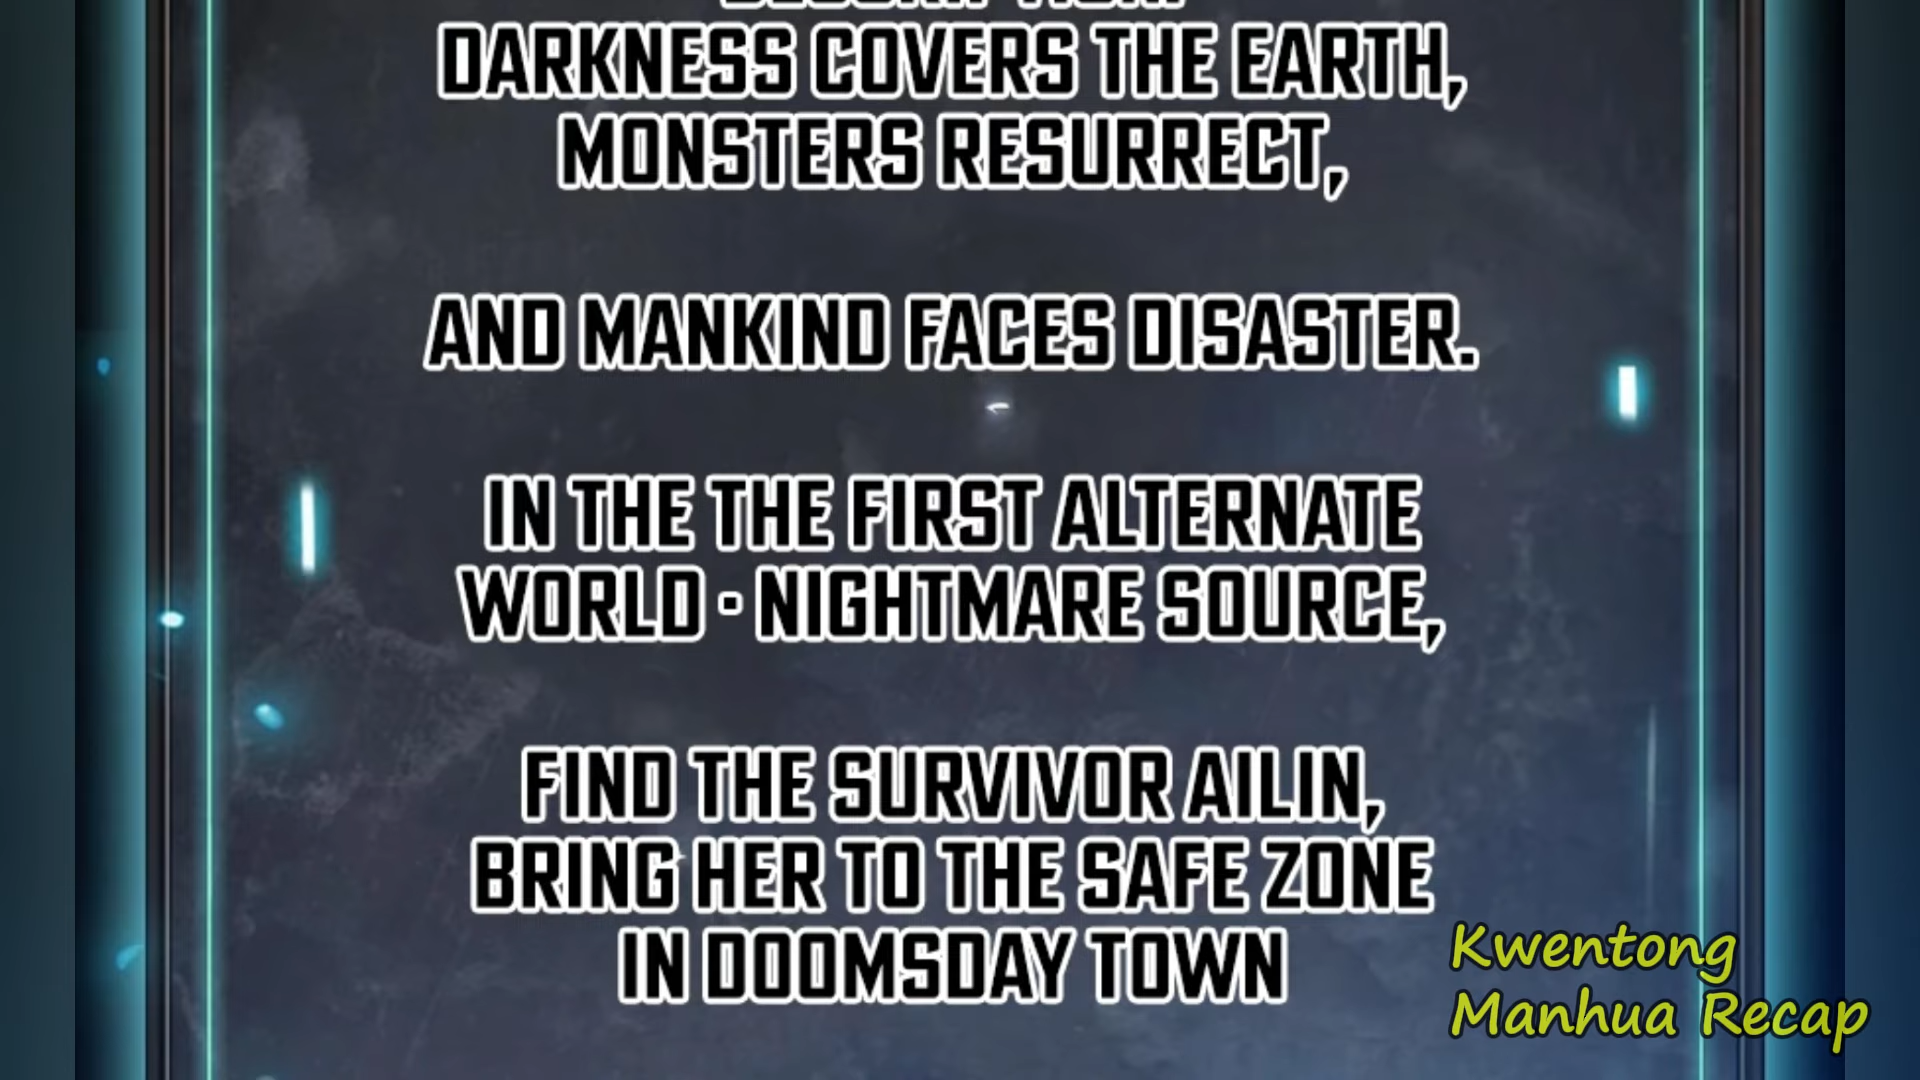 DARKNESS COVERS THE EARTH,
MONSTERS RESURRECT,
AND MANKIND FACES DISASTER.
IN THE THE FIRST ALTERNATE
WORLD · NIGHTMARE SOURCE,
FIND THE SURVIVOR AILIN,
BRING HER TO THE SAFE ZONE
IN DOOMSDAY TOWN
Kwentong
Manhua Recap